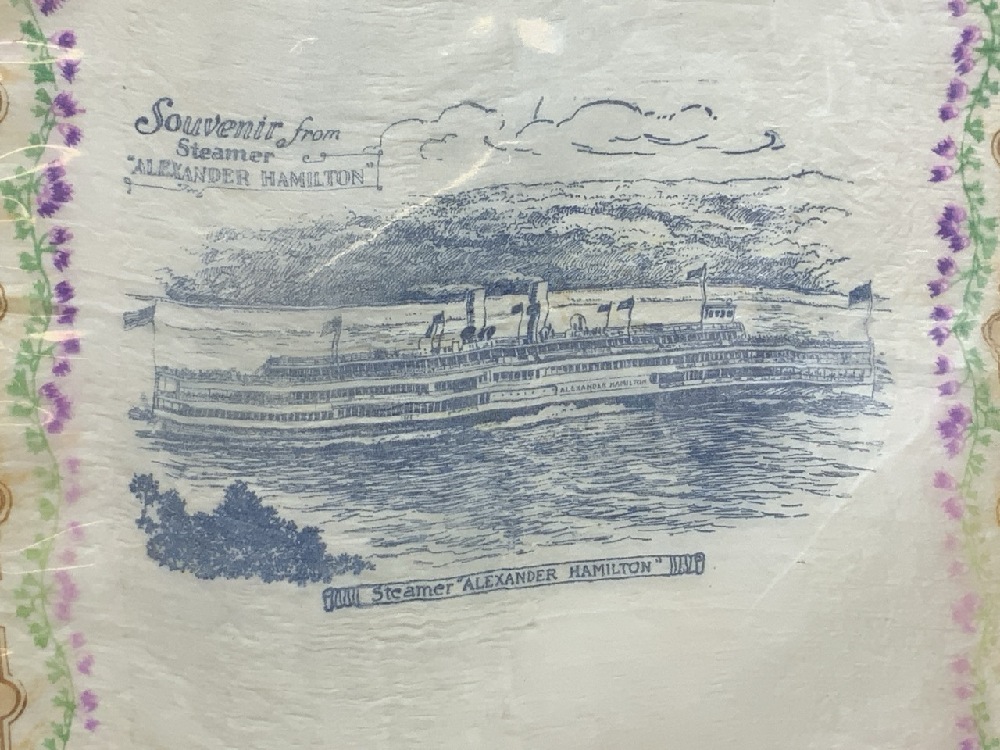 Souvenir from
Steamer
"ALEXANDER HAMILTON"
ALEXANDER HAMILTON
Steamer "ALEXANDER HAMILTON"